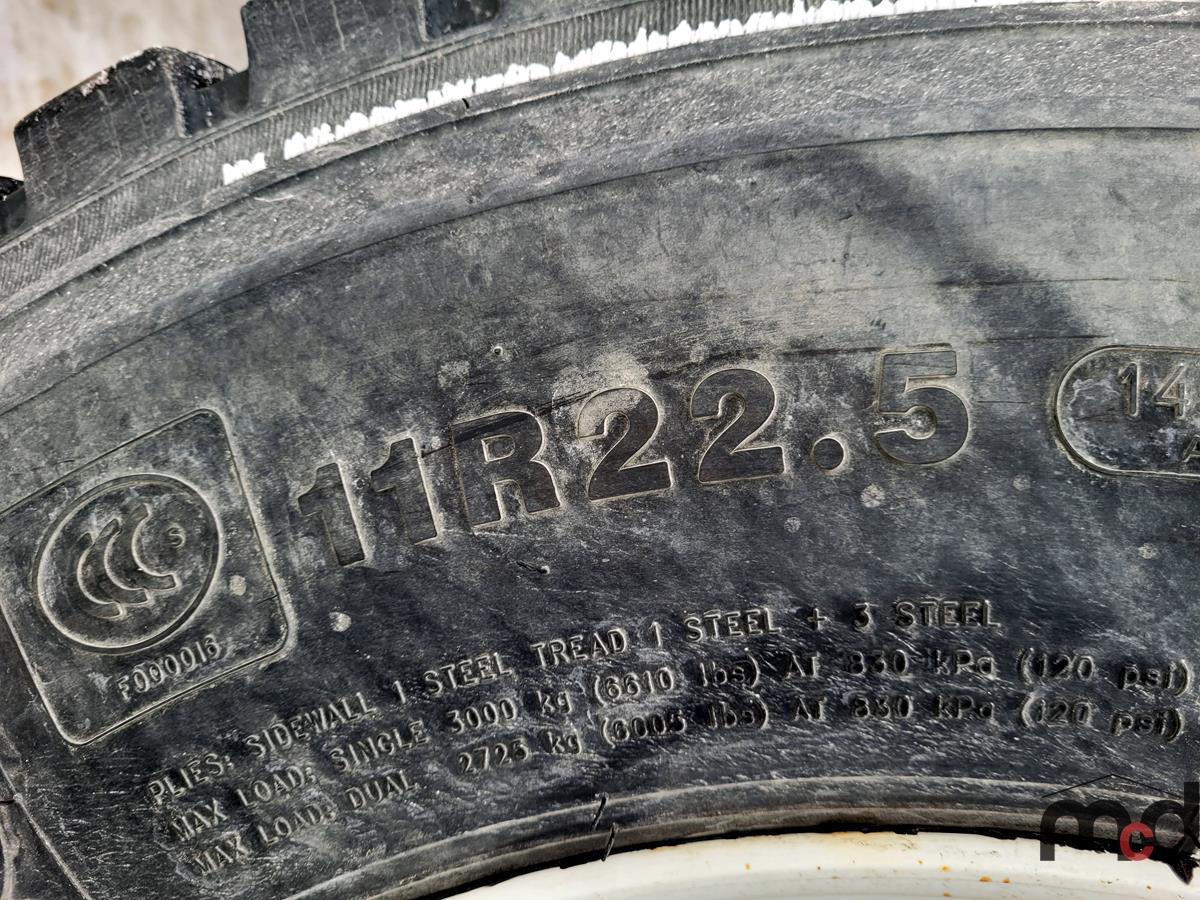 11R22.5
14
CCC S
F000016
PLIES: SIDEWALL 1 STEEL TREAD 1 STEEL + 3 STEEL
MAX LOAD: SINGLE 3000 kg (6610 lbs) AT 830 kPa (120 psi)
MAX LOAD: DUAL 2725 kg (6005 lbs) AT 830 kPa (120 psi)
mcd